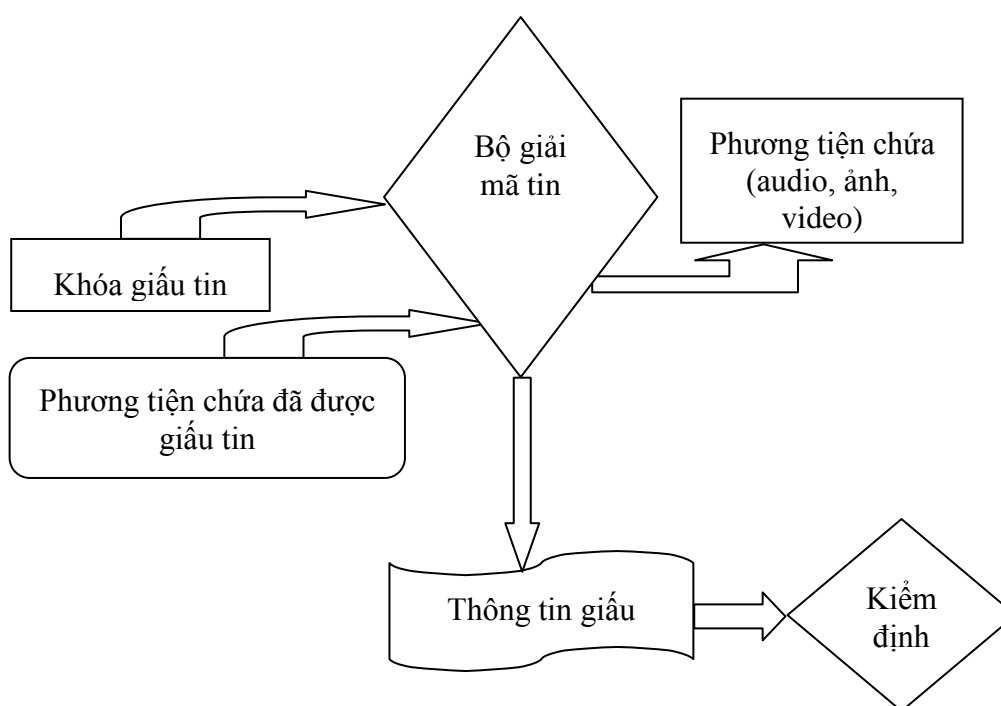 Bộ giải
mã tin
Phương tiện chứa
(audio, ảnh,
video)
Khóa giấu tin
Phương tiện chứa đã được
giấu tin
Thông tin giấu
Kiểm
định